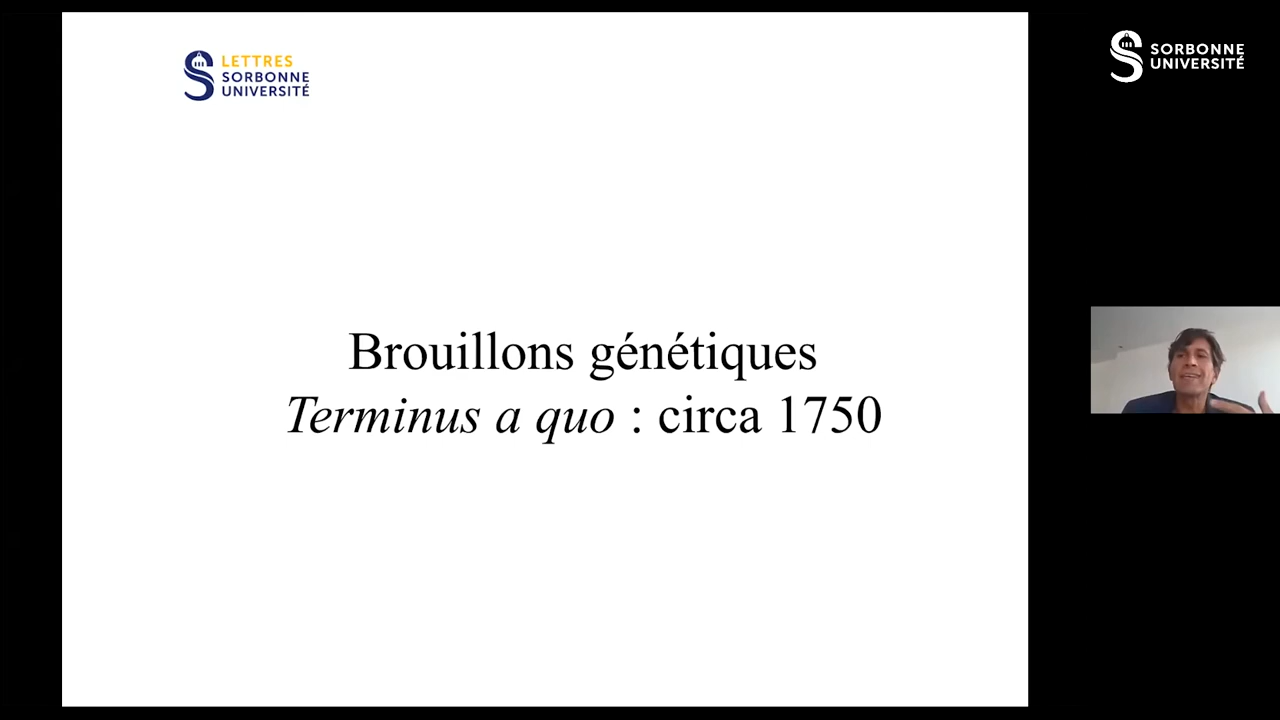 LETTRES
SORBONNE
UNIVERSITÉ
SORBONNE
UNIVERSITÉ
Brouillons génétiques
Terminus a quo : circa 1750